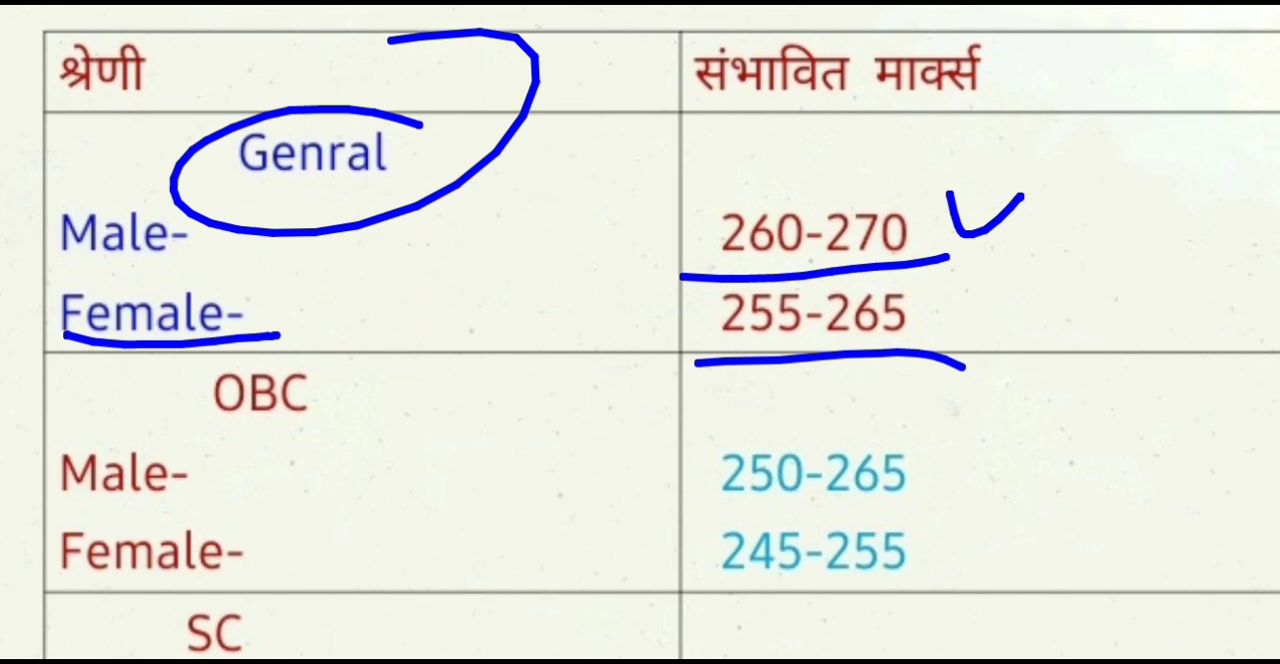 श्रेणी संभावित मार्क्स
Genral
Male- 260-270
Female- 255-265
OBC
Male- 250-265
Female- 245-255
SC